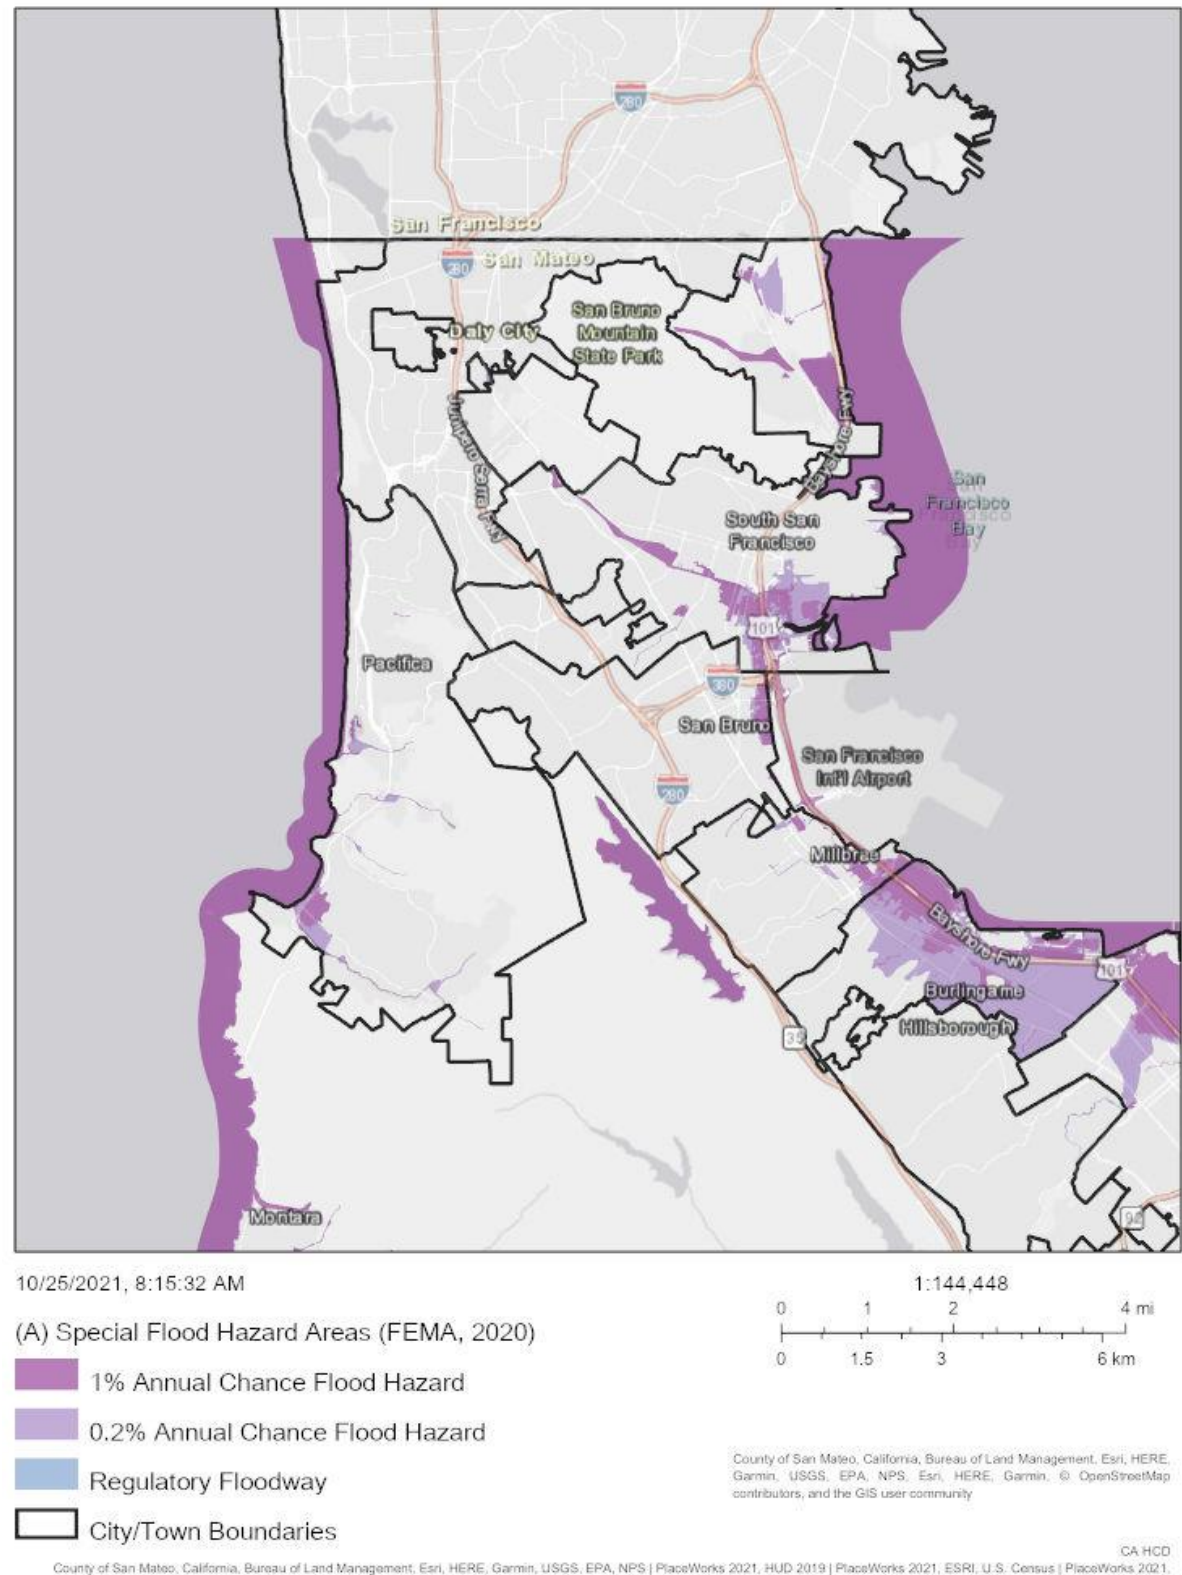 280
San Francisco
280
San Mateo
San Bruno
Mountain
State Park
Daly City
Junipero Serra Fwy
Bayshore Fwy
San
Francisco
Bay
South San
Francisco
101
Pacifica
380
San Bruno
San Francisco
Int'l Airport
280
Millbrae
Bayshore Fwy
101
Burlingame
Hillsborough
35
Montara
92
10/25/2021, 8:15:32 AM
1:144,448
0 1 2 4 mi
0 1.5 3 6 km
(A) Special Flood Hazard Areas (FEMA, 2020)
1% Annual Chance Flood Hazard
0.2% Annual Chance Flood Hazard
Regulatory Floodway
City/Town Boundaries
County of San Mateo, California, Bureau of Land Management, Esri, HERE,
Garmin, USGS, EPA, NPS, Esri, HERE, Garmin, © OpenStreetMap
contributors, and the GIS user community
CA HCD
County of San Mateo, California, Bureau of Land Management, Esri, HERE, Garmin, USGS, EPA, NPS | PlaceWorks 2021, HUD 2019 | PlaceWorks 2021, ESRI, U.S. Census | PlaceWorks 2021,